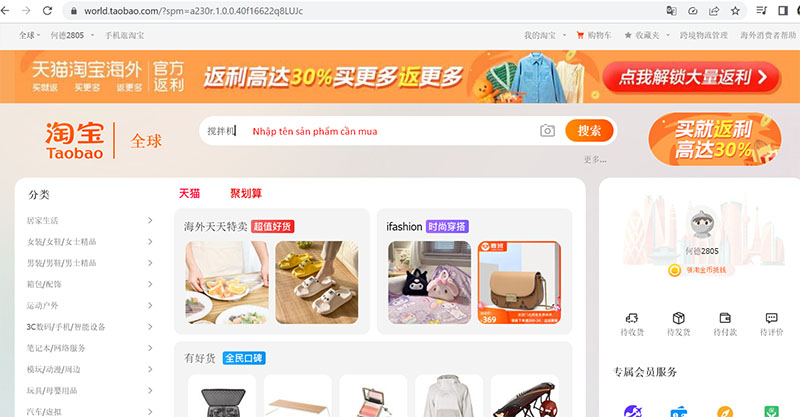 world.taobao.com/?spm=a230r.1.0.0.40f16622q8LUJc
全球
何德2805
手机逛淘宝
我的淘宝
购物车
收藏夹
跨境物流管理
海外消费者帮助
天猫淘宝海外
买就返 买更多 返更多
官方
返利
返利高达30%买更多返更多
点我解锁大量返利
淘宝
Taobao
全球
搅拌机
Nhập tên sản phẩm cần mua
搜索
更多...
买就返利
高达30%
分类
居家生活
女装/女鞋/女士精品
男装/男鞋/男士精品
箱包/配饰
运动户外
3C数码/手机/智能设备
笔记本/网络服务
模玩/动漫/周边
玩具/母婴用品
汽车/虚拟
天猫
聚划算
海外天天特卖 超值好货
ifashion 时尚穿搭
369
有好货 全民口碑
何德2805
领淘金币抵钱
待收货
待发货
待付款
待评价
专属会员服务